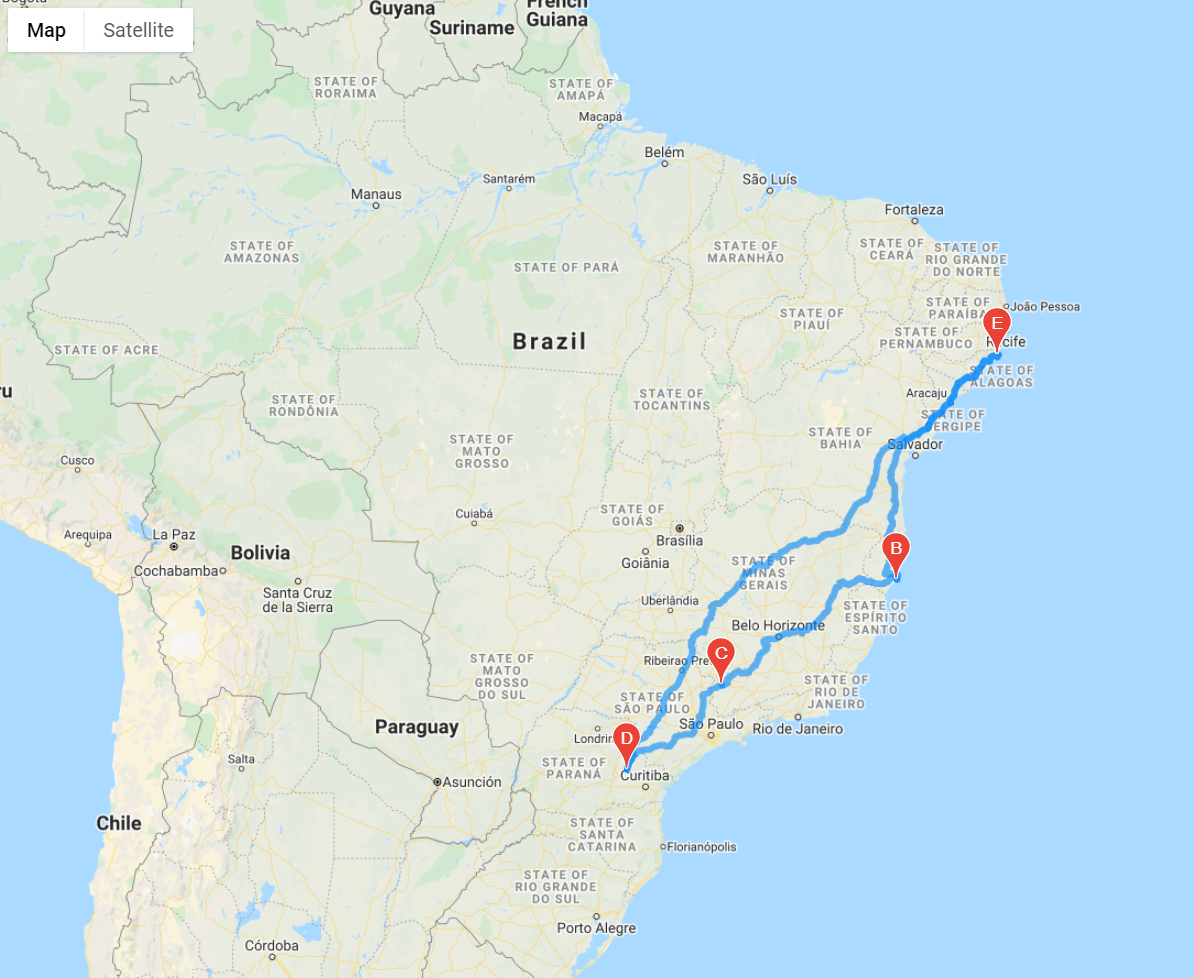 Guyana
French
Guiana
Suriname
Map
Satellite
STATE OF
RORAIMA
STATE OF
AMAPÁ
Macapá
Belém
São Luís
Santarém
Manaus
Fortaleza
STATE OF
AMAZONAS
STATE OF PARÁ
STATE OF
MARANHÃO
STATE OF
CEARÁ
STATE OF
RIO GRANDE
DO NORTE
João Pessoa
STATE OF
PARAÍBA
STATE OF
PIAUÍ
E
STATE OF
PERNAMBUCO
Brazil
STATE OF ACRE
STATE OF
ALAGOAS
Aracaju
STATE OF
RONDÔNIA
STATE OF
TOCANTINS
STATE OF
BAHIA
Salvador
STATE OF
MATO
GROSSO
Cusco
Cuiabá
STATE OF
GOIÁS
Brasília
Goiânia
Arequipa
La Paz
Bolivia
Cochabamba
Santa Cruz
de la Sierra
B
STATE OF
MINAS
GERAIS
Uberlândia
STATE OF
ESPÍRITO
SANTO
Belo Horizonte
C
Ribeirao Pre
STATE OF
MATO
GROSSO
DO SUL
STATE OF
SÃO PAULO
STATE OF
RIO DE
JANEIRO
São Paulo
Rio de Janeiro
Paraguay
D
STATE OF
PARANÁ
Curitiba
Salta
Asunción
Chile
STATE OF
SANTA
CATARINA
Florianópolis
STATE OF
RIO GRANDE
DO SUL
Porto Alegre
Córdoba